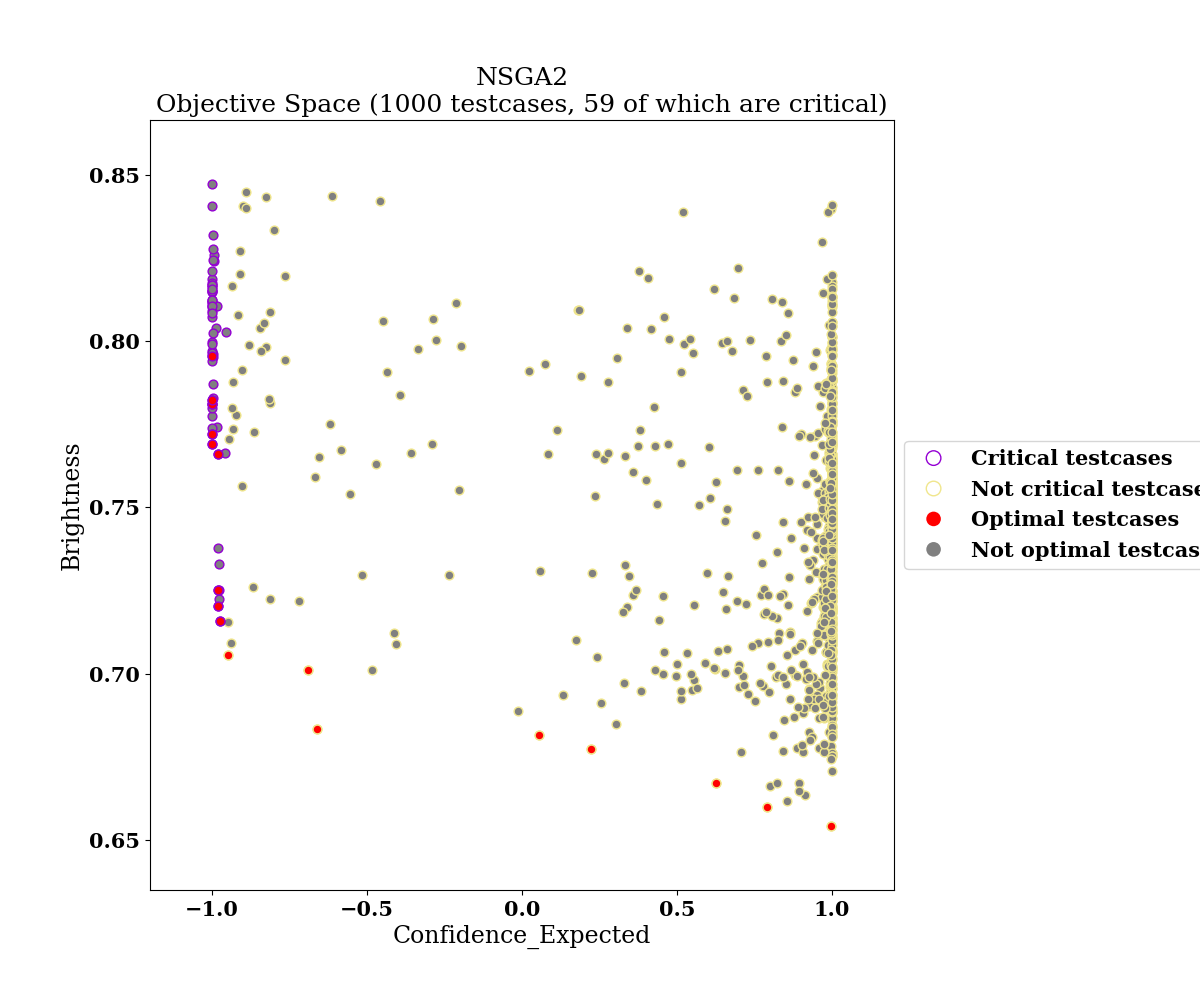 NSGA2
Objective Space (1000 testcases, 59 of which are critical)
0.85
0.80
0.75
0.70
0.65
Brightness
−1.0
−0.5
0.0
0.5
1.0
Confidence_Expected
Critical testcases
Not critical testcase
Optimal testcases
Not optimal testcas